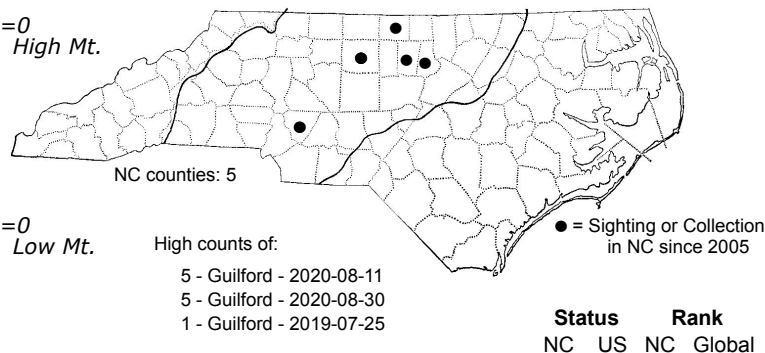 =0
High Mt.
NC counties: 5
=0
Low Mt.
High counts of:
5 - Guilford - 2020-08-11
5 - Guilford - 2020-08-30
1 - Guilford - 2019-07-25
● = Sighting or Collection
in NC since 2005
Status Rank
NC US NC Global